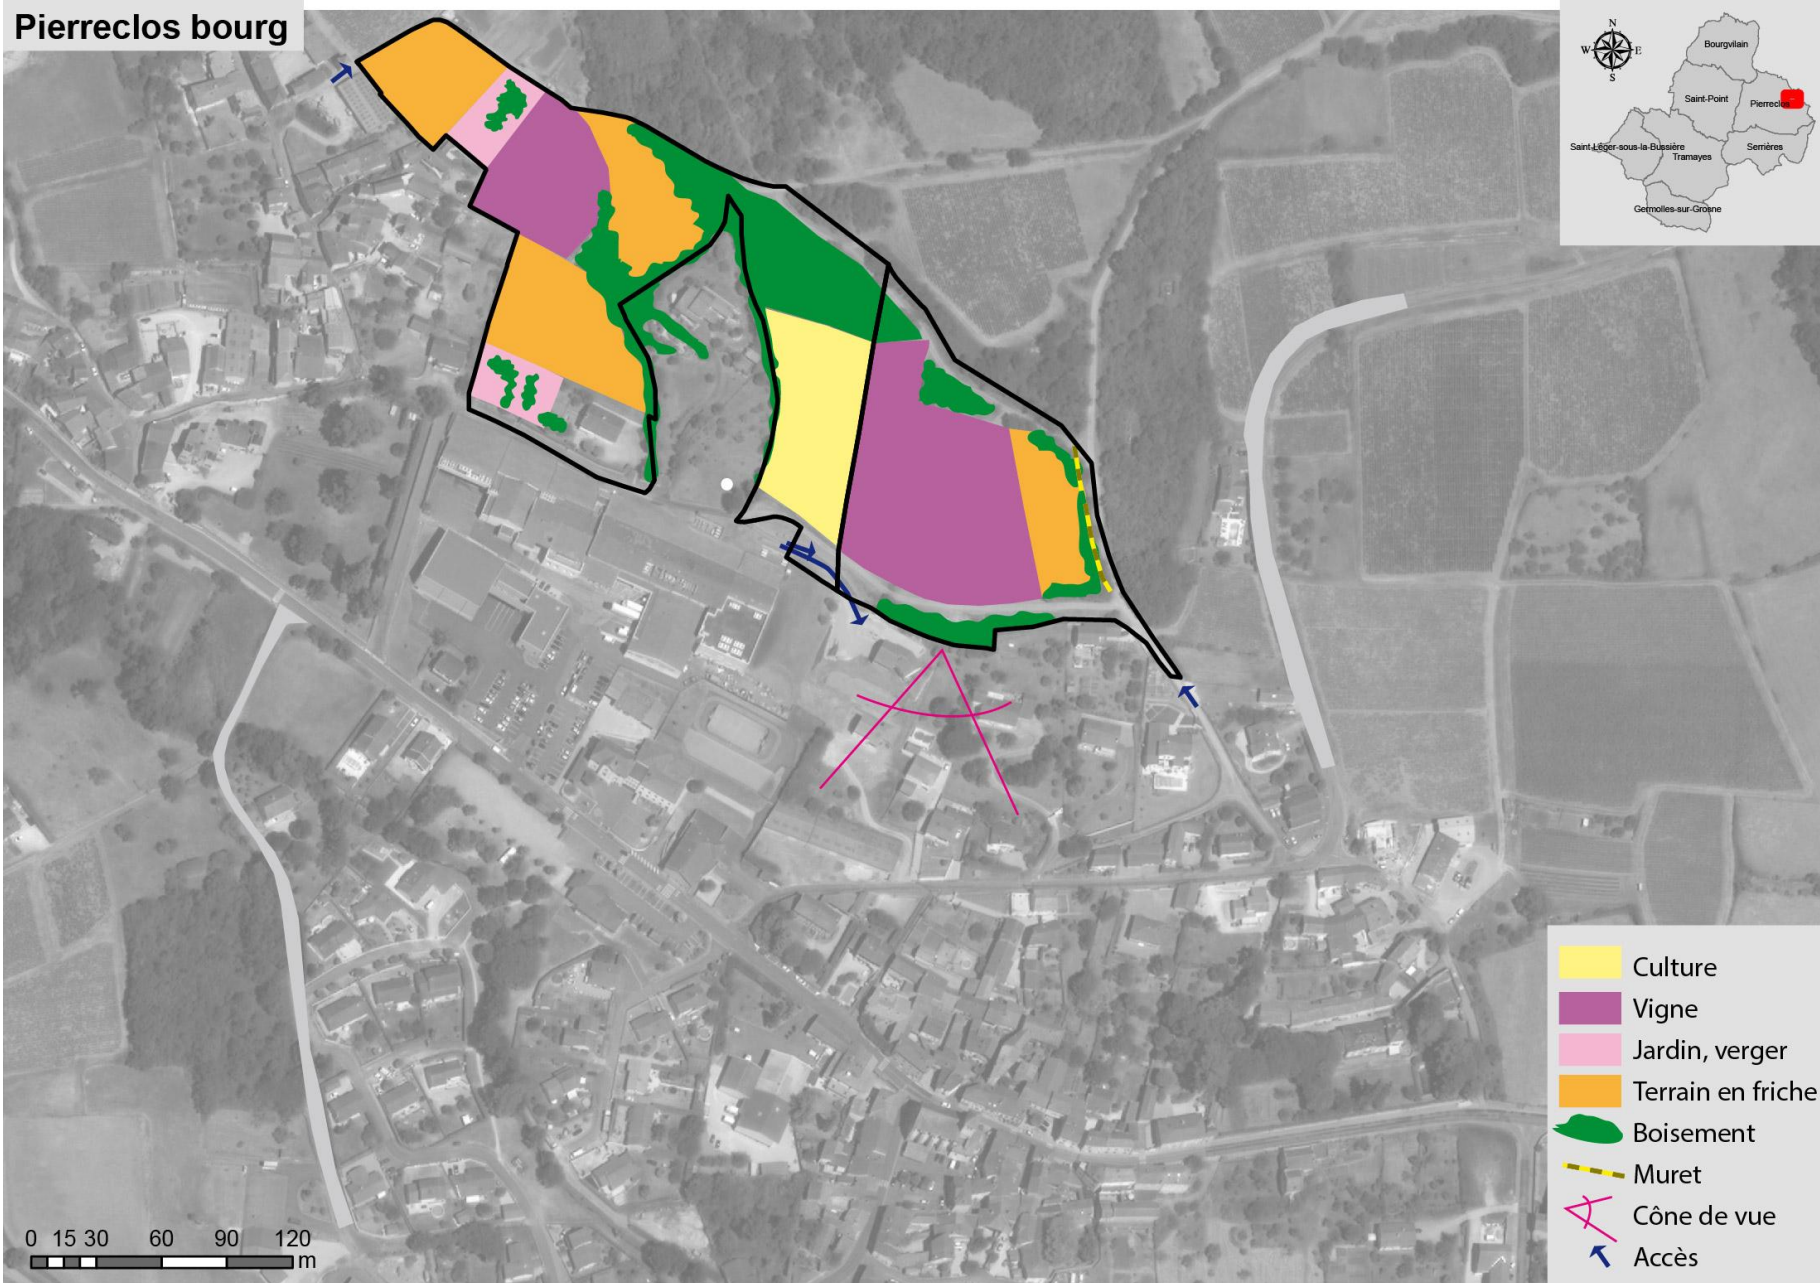 Pierreclos bourg
N
W E
S
Bourgvilain
Saint-Point
Pierreclos
Saint-Léger-sous-la-Bussière
Tramayes
Serrières
Germolles-sur-Grosne
Culture
Vigne
Jardin, verger
Terrain en friche
Boisement
Muret
Cône de vue
Accès
0 15 30 60 90 120
m